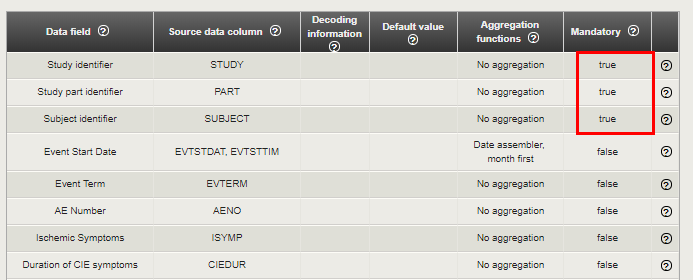 Data field ? Source data column ? Decoding information ? Default value ? Aggregation functions ? Mandatory ? ?
Study identifier STUDY No aggregation true ?
Study part identifier PART No aggregation true ?
Subject identifier SUBJECT No aggregation true ?
Event Start Date EVTSTDAT, EVTSTTIM Date assembler, month first false ?
Event Term EVTERM No aggregation false ?
AE Number AENO No aggregation false ?
Ischemic Symptoms ISYMP No aggregation false ?
Duration of CIE symptoms CIEDUR No aggregation false ?